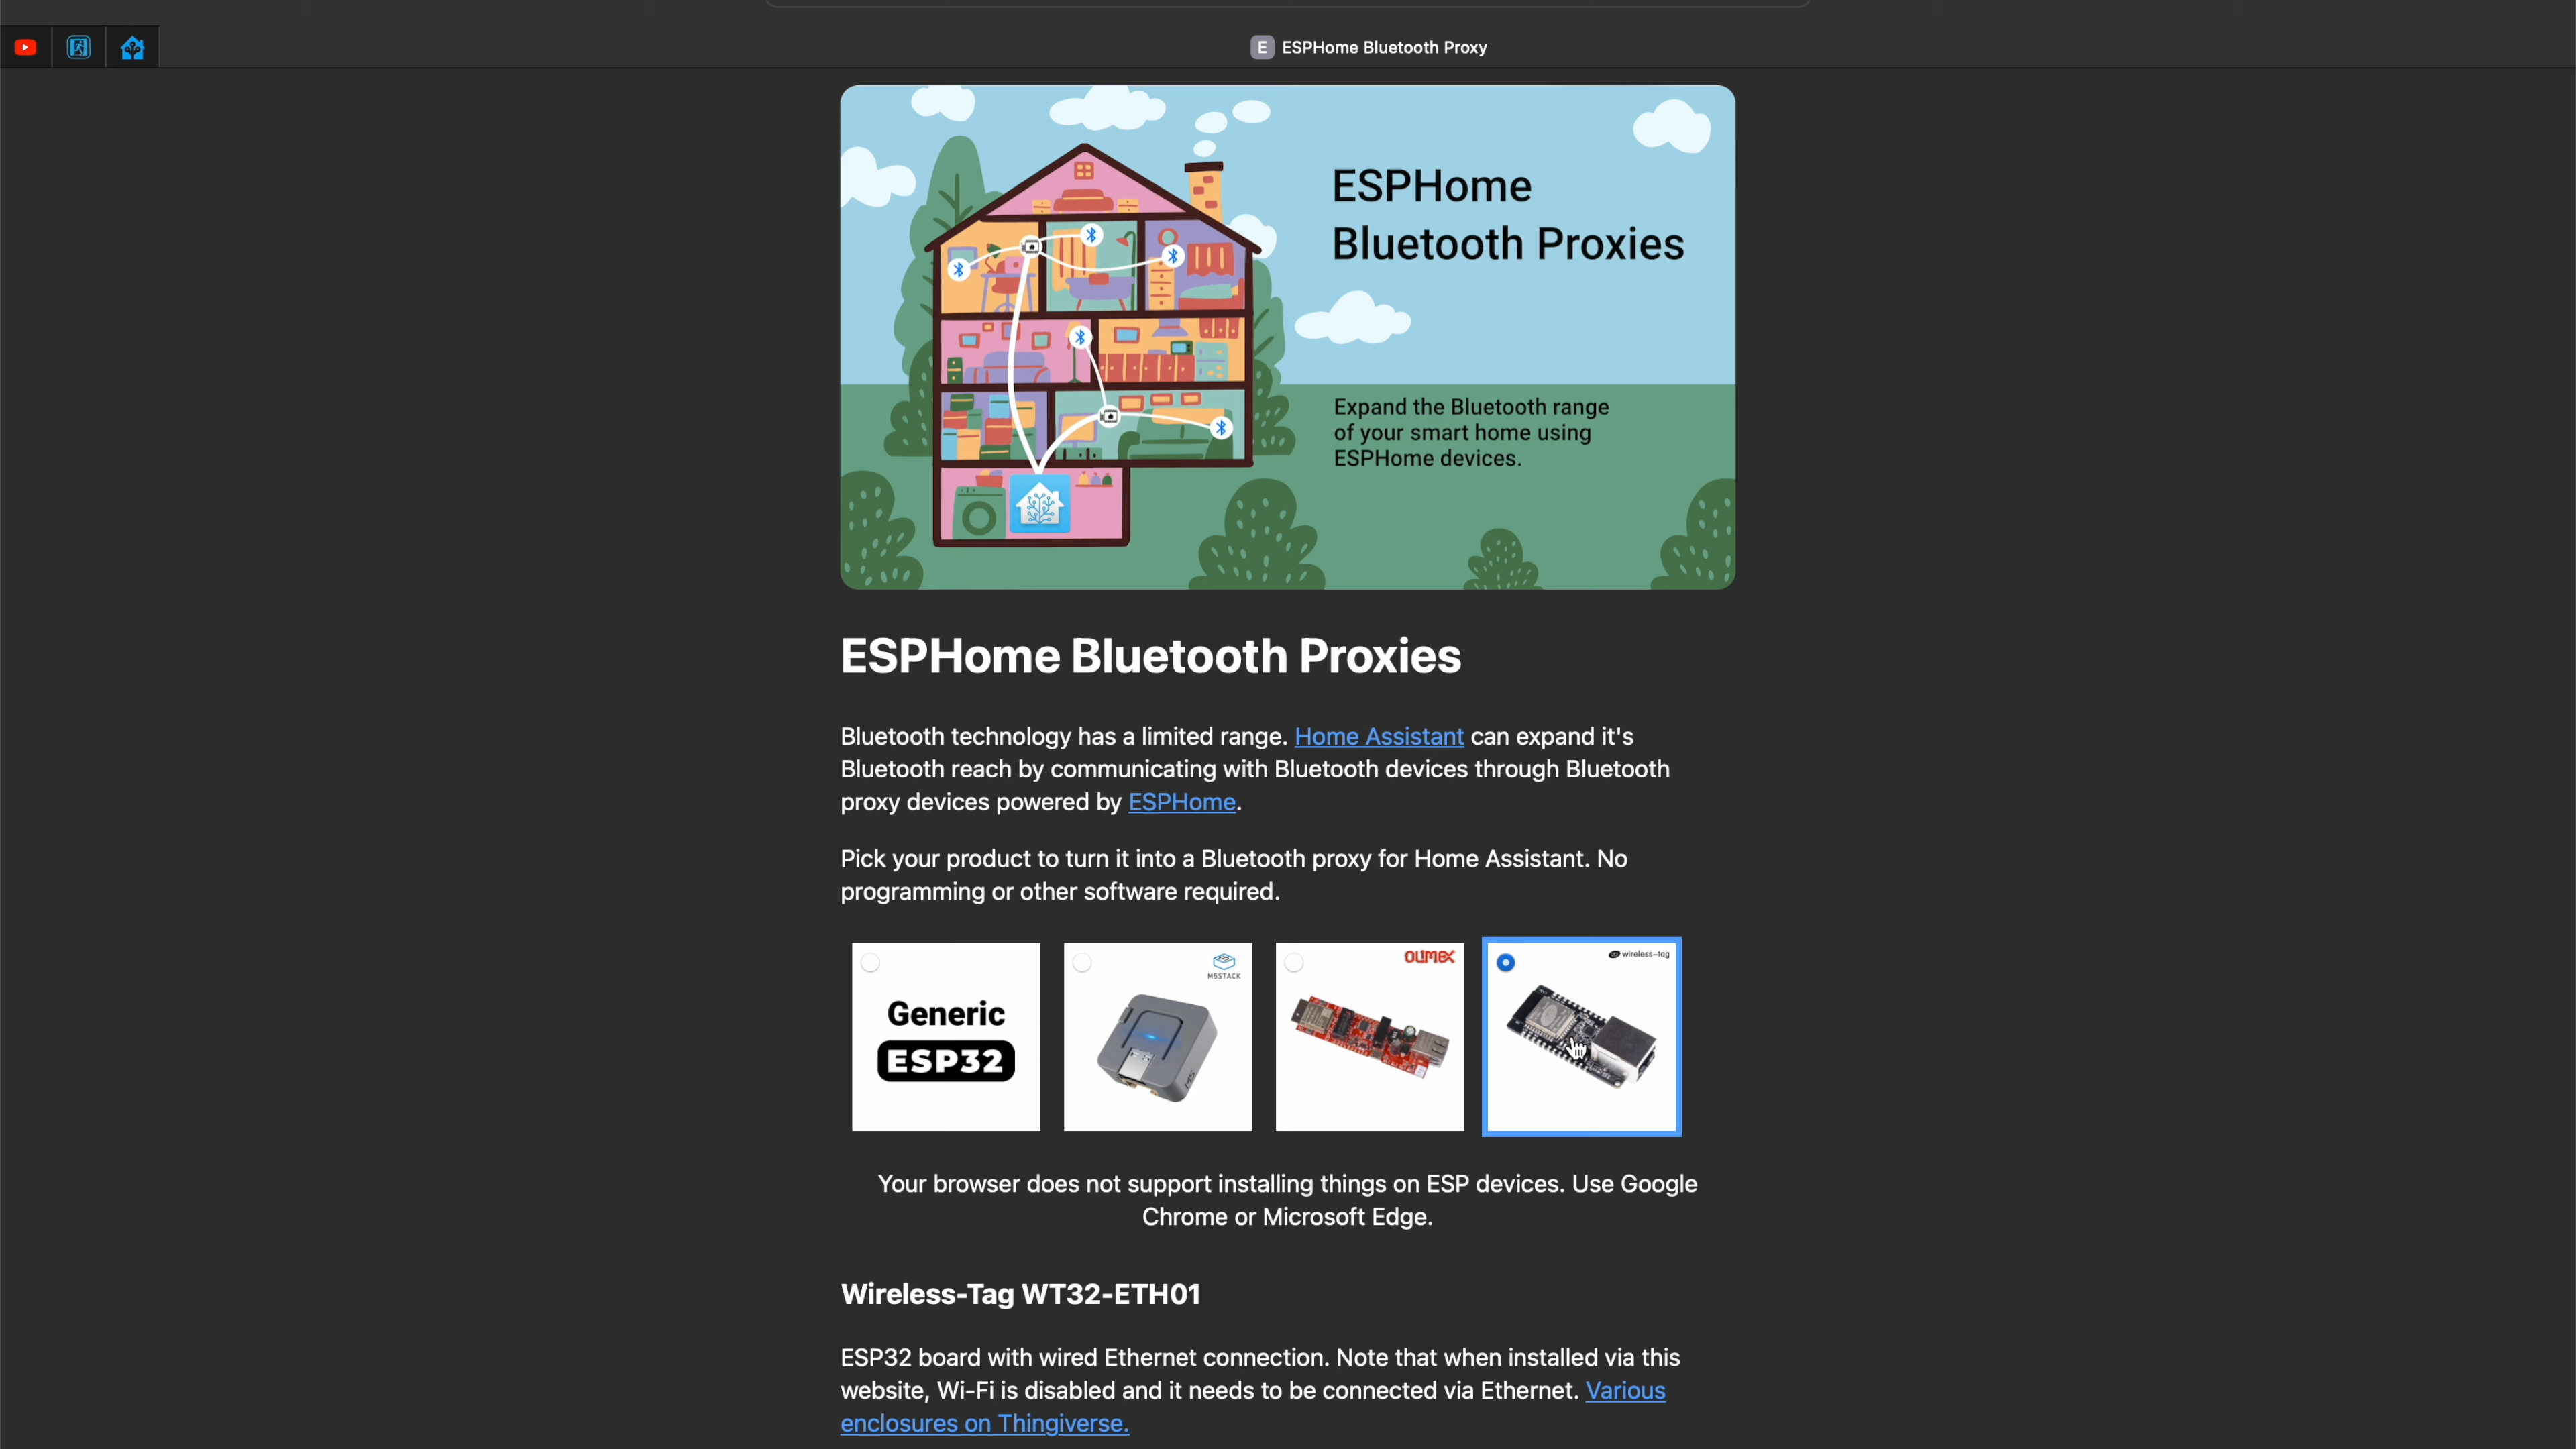 E ESPHome Bluetooth Proxy
ESPHome
Bluetooth Proxies
Expand the Bluetooth range
of your smart home using
ESPHome devices.
ESPHome Bluetooth Proxies
Bluetooth technology has a limited range. Home Assistant can expand it's
Bluetooth reach by communicating with Bluetooth devices through Bluetooth
proxy devices powered by ESPHome.
Pick your product to turn it into a Bluetooth proxy for Home Assistant. No
programming or other software required.
Generic
ESP32
M5STACK
M5
OLIMEX
wireless-tag
Your browser does not support installing things on ESP devices. Use Google
Chrome or Microsoft Edge.
Wireless-Tag WT32-ETH01
ESP32 board with wired Ethernet connection. Note that when installed via this
website, Wi-Fi is disabled and it needs to be connected via Ethernet. Various
enclosures on Thingiverse.